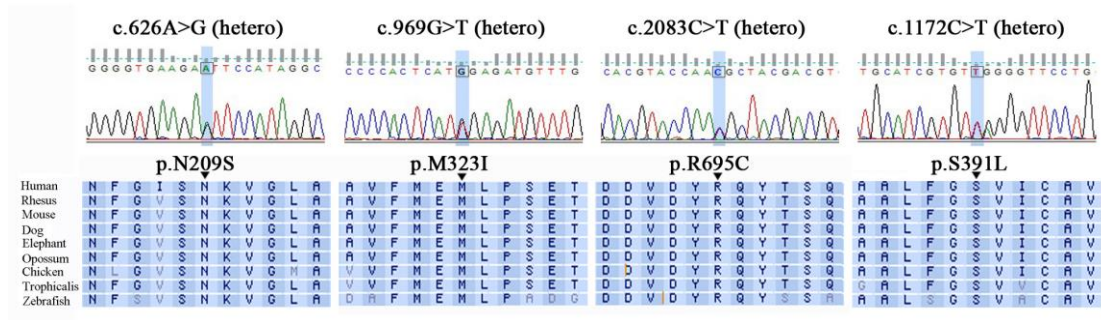 c.626A>G (hetero) c.969G>T (hetero) c.2083C>T (hetero) c.1172C>T (hetero)
GGGGTGAAGAATTCCATAGGC CCCCACTCATGGAGATGTTTG CACGTACCAACGCTACGACGT TGCATCGTGTTGGGGTTCCTG
p.N209S p.M323I p.R695C p.S391L
Human N F G I S N K V G L A A V F M E M L P S E T D D V D Y R Q Y T S Q A A L F G S V I C A V
Rhesus N F G V S N K V G L A A V F M E M L P S E T D D V D Y R Q Y T S Q A A L F G S V I C A V
Mouse N F G V S N K V G L A A V F M E M L P S E T D D V D Y R Q Y T S Q A A L F G S V I C A V
Dog N F G V S N K V G L A A V F M E M L P S E T D D V D Y R Q Y T S Q A A L F G S V I C A V
Elephant N F G V S N K V G L A A V F M E M L P S E T D D V D Y R Q Y T S Q A A L F G S V I C A V
Opossum N F G V S N K V G L A A V F M E M L P S E T D D V D Y R Q Y T S Q A A L F G S V I C A V
Chicken N L G V S N K V G M A V V F M E M L P S E T D D V D Y R Q Y T S Q A A L F G S V I C A V
Trophicalis N F G V S N K V G L A V V F M E M L P S E T D D V D Y R Q Y T S Q G A L F G S V V C A V
Zebrafish N F S V S N K V G L A D A F M E M L P A D G D D V D Y R Q Y S S A A A L S G S V I C A V